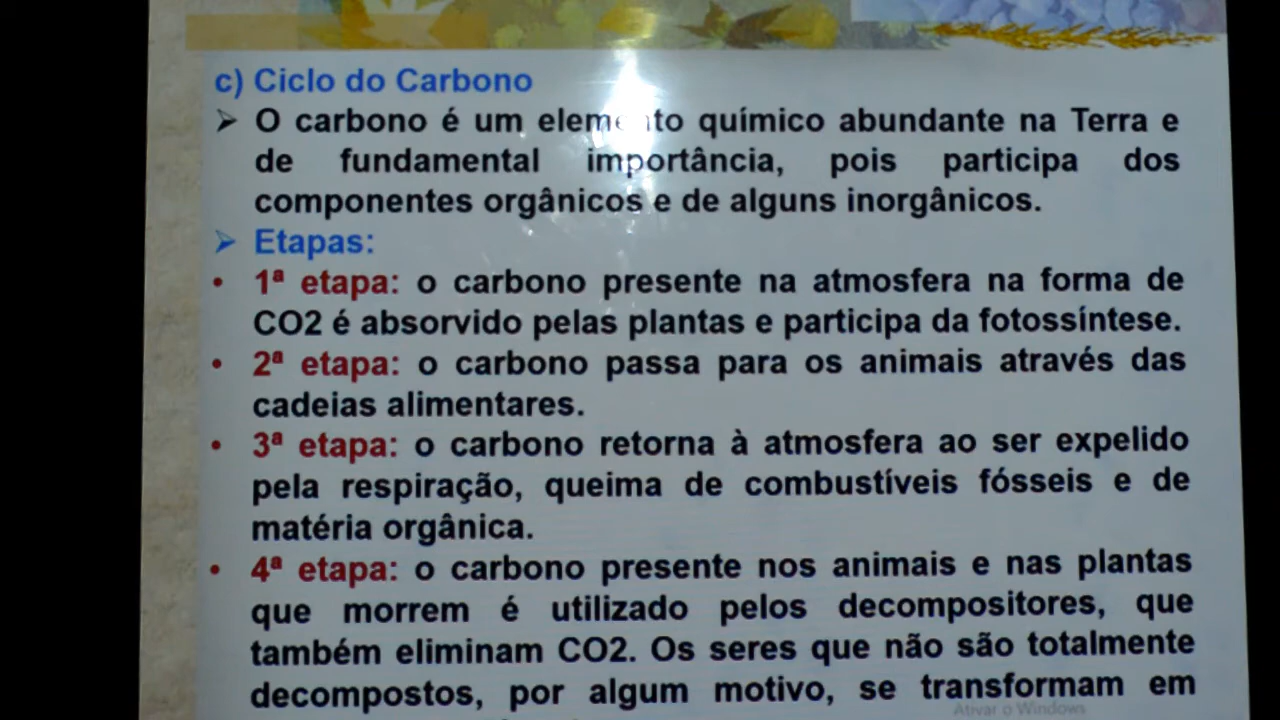 c) Ciclo do Carbono
O carbono é um elemento químico abundante na Terra e
de fundamental importância, pois participa dos
componentes orgânicos e de alguns inorgânicos.
Etapas:
1ª etapa: o carbono presente na atmosfera na forma de
CO2 é absorvido pelas plantas e participa da fotossíntese.
2ª etapa: o carbono passa para os animais através das
cadeias alimentares.
3ª etapa: o carbono retorna à atmosfera ao ser expelido
pela respiração, queima de combustíveis fósseis e de
matéria orgânica.
4ª etapa: o carbono presente nos animais e nas plantas
que morrem é utilizado pelos decompositores, que
também eliminam CO2. Os seres que não são totalmente
decompostos, por algum motivo, se transformam em
Ativar o Windows